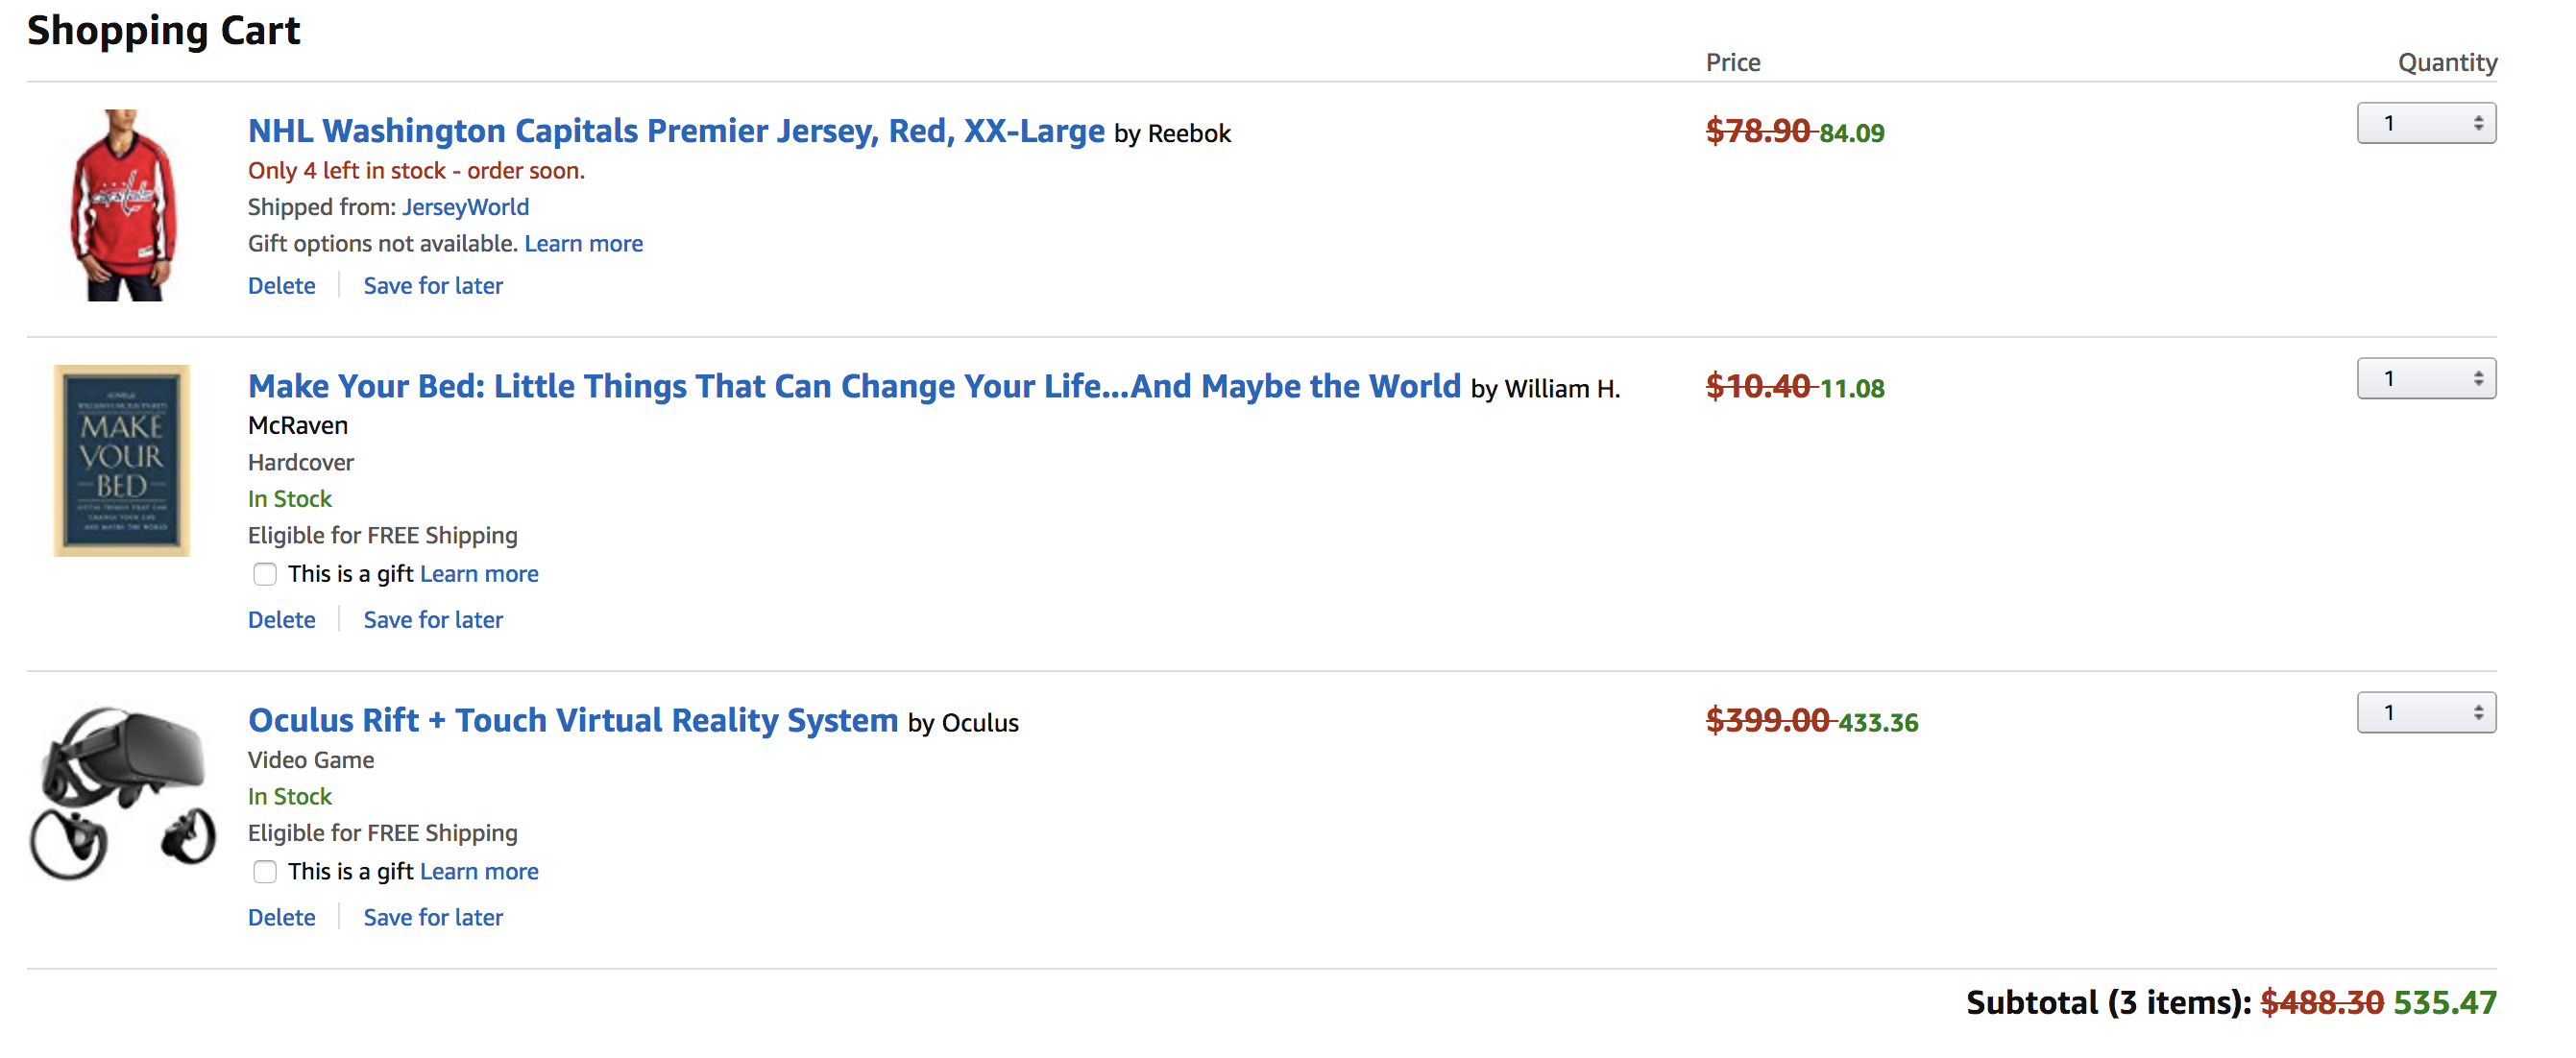 Shopping Cart
Price Quantity
NHL Washington Capitals Premier Jersey, Red, XX-Large by Reebok $78.90 84.09 1
Only 4 left in stock - order soon.
Shipped from: JerseyWorld
Gift options not available. Learn more
Delete Save for later
Make Your Bed: Little Things That Can Change Your Life...And Maybe the World by William H. $10.40 11.08 1
McRaven
Hardcover
In Stock
Eligible for FREE Shipping
This is a gift Learn more
Delete Save for later
MAKE
YOUR
BED
Oculus Rift + Touch Virtual Reality System by Oculus $399.00 433.36 1
Video Game
In Stock
Eligible for FREE Shipping
This is a gift Learn more
Delete Save for later
Subtotal (3 items): $488.30 535.47